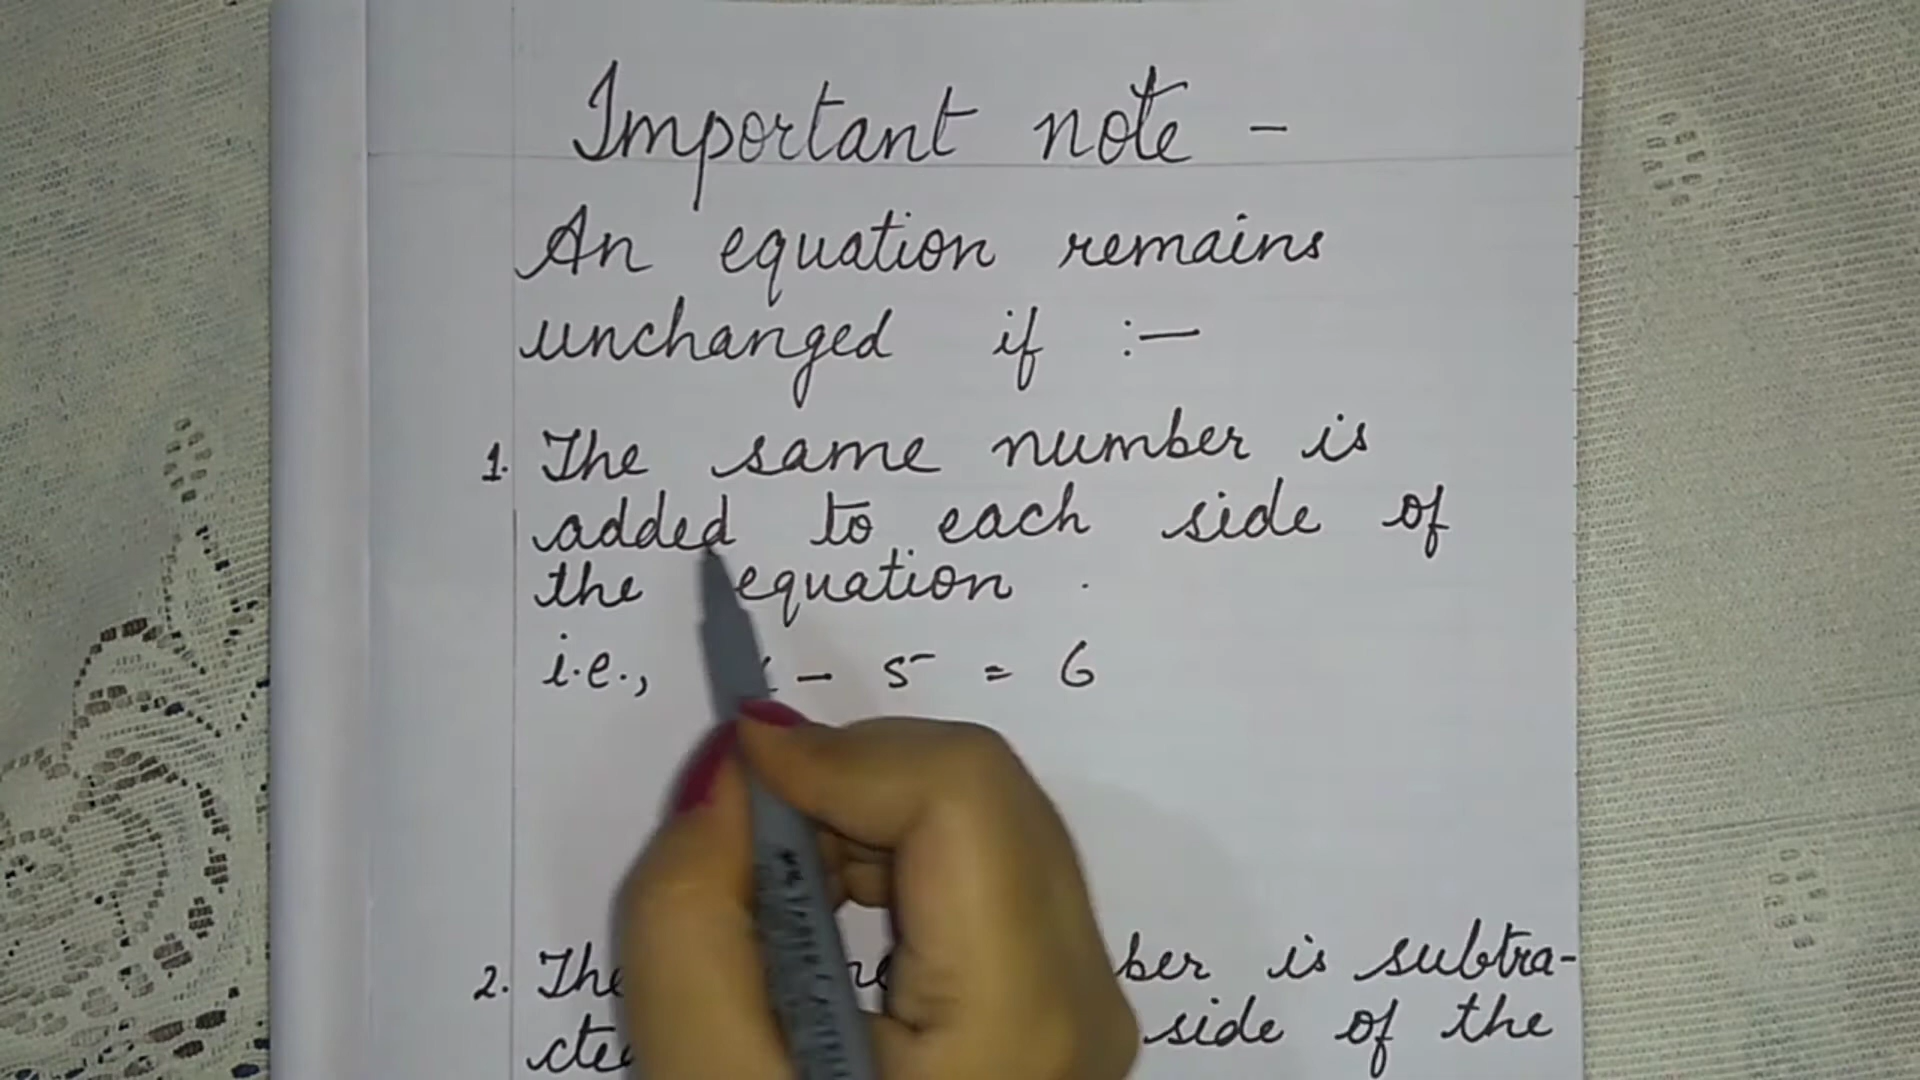 Important note -
An equation remains
unchanged if :-
1. The same number is
added to each side of
the equation .
i.e., - 5 = 6
2. The is subtra-
side of the